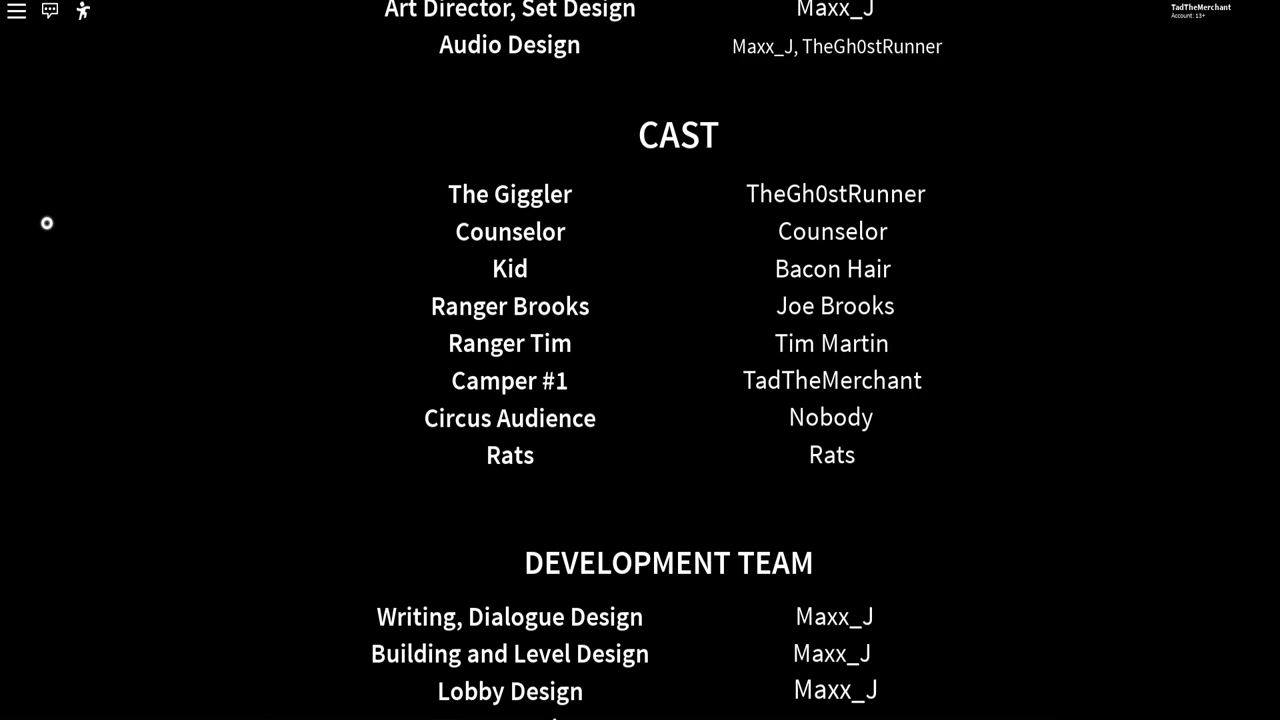 TadTheMerchant
Account: 13+
Art Director, Set Design Maxx_J
Audio Design Maxx_J, TheGh0stRunner
CAST
The Giggler TheGh0stRunner
Counselor Counselor
Kid Bacon Hair
Ranger Brooks Joe Brooks
Ranger Tim Tim Martin
Camper #1 TadTheMerchant
Circus Audience Nobody
Rats Rats
DEVELOPMENT TEAM
Writing, Dialogue Design Maxx_J
Building and Level Design Maxx_J
Lobby Design Maxx_J